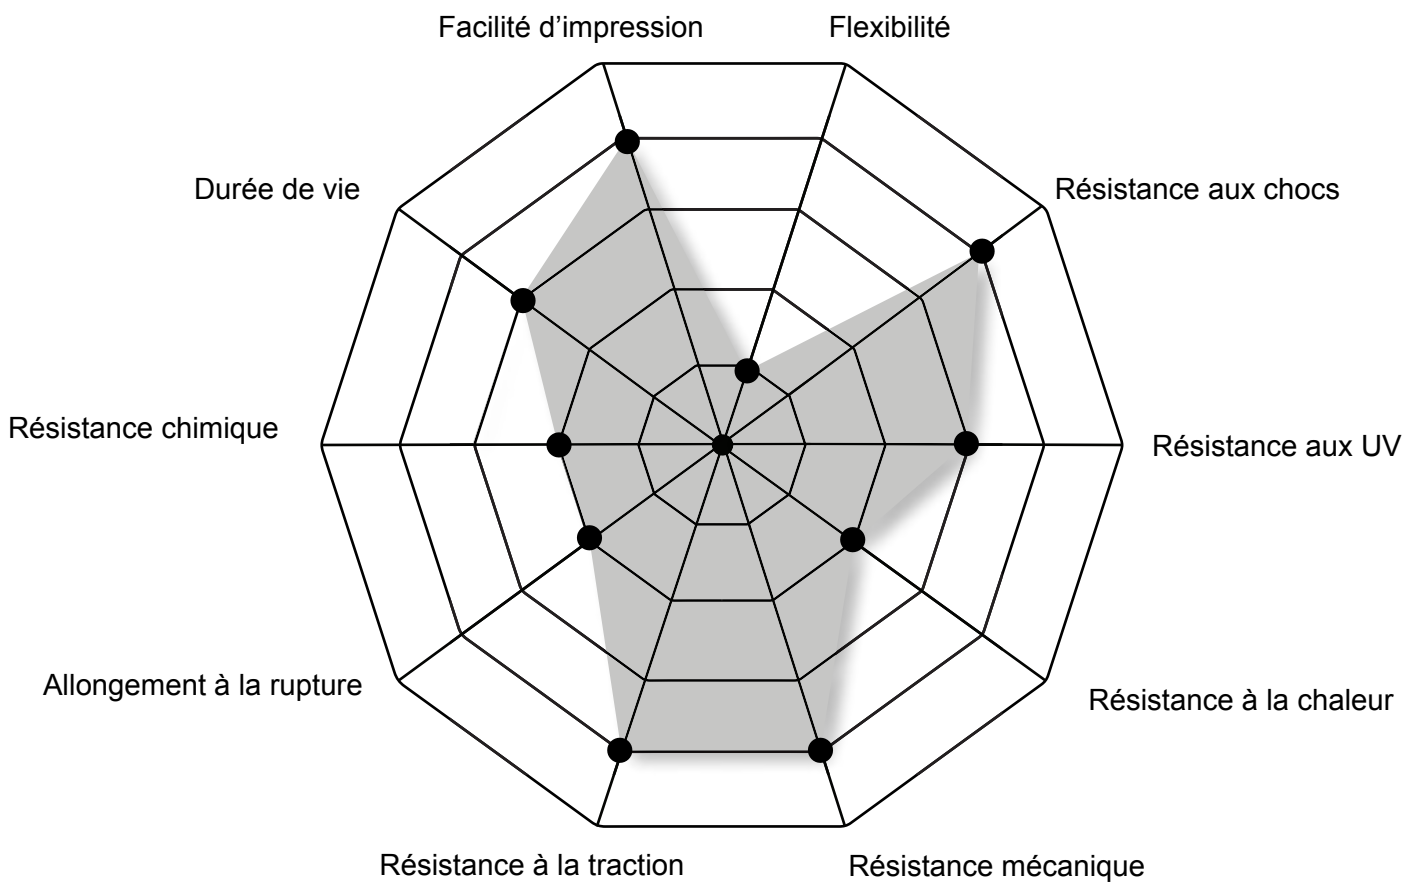 Facilité d’impression
Flexibilité
Durée de vie
Résistance aux chocs
Résistance chimique
Résistance aux UV
Allongement à la rupture
Résistance à la chaleur
Résistance à la traction
Résistance mécanique